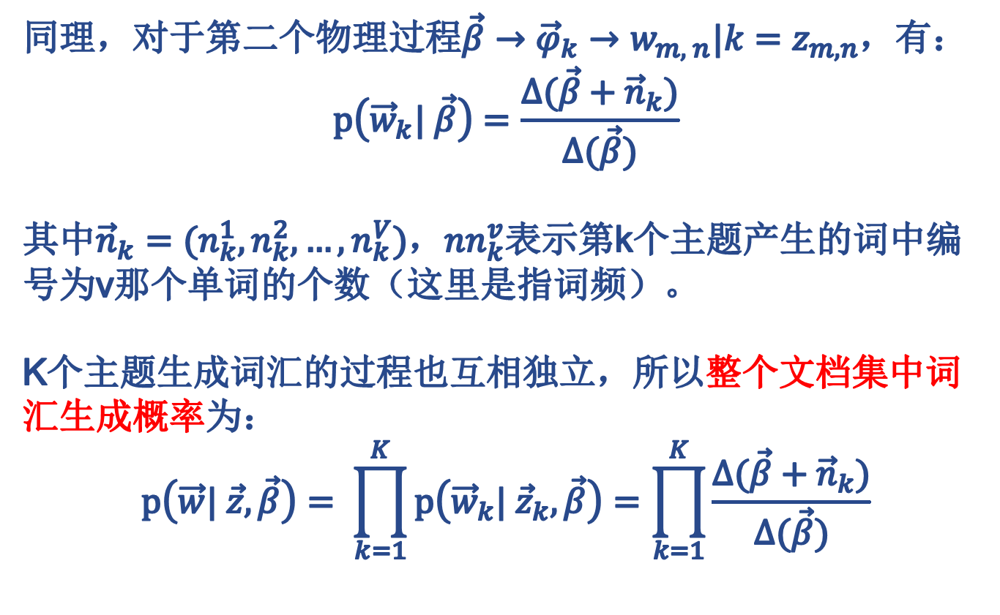 同理，对于第二个物理过程$\vec{\beta} \to \vec{\varphi}_k \to w_{m,n}|k = z_{m,n}$，有：
$p(\vec{w}_k|\vec{\beta}) = \frac{\Delta(\vec{\beta} + \vec{n}_k)}{\Delta(\vec{\beta})}$
其中$\vec{n}_k = (n_k^1, n_k^2, \ldots, n_k^V)$，$nn_k^v$表示第k个主题产生的词中编
号为v那个单词的个数（这里是指词频）。
K个主题生成词汇的过程也互相独立，所以整个文档集中词
汇生成概率为：
$p(\vec{w}|\vec{z}, \vec{\beta}) = \prod_{k=1}^{K} p(\vec{w}_k|\vec{z}_k, \vec{\beta}) = \prod_{k=1}^{K} \frac{\Delta(\vec{\beta} + \vec{n}_k)}{\Delta(\vec{\beta})}$